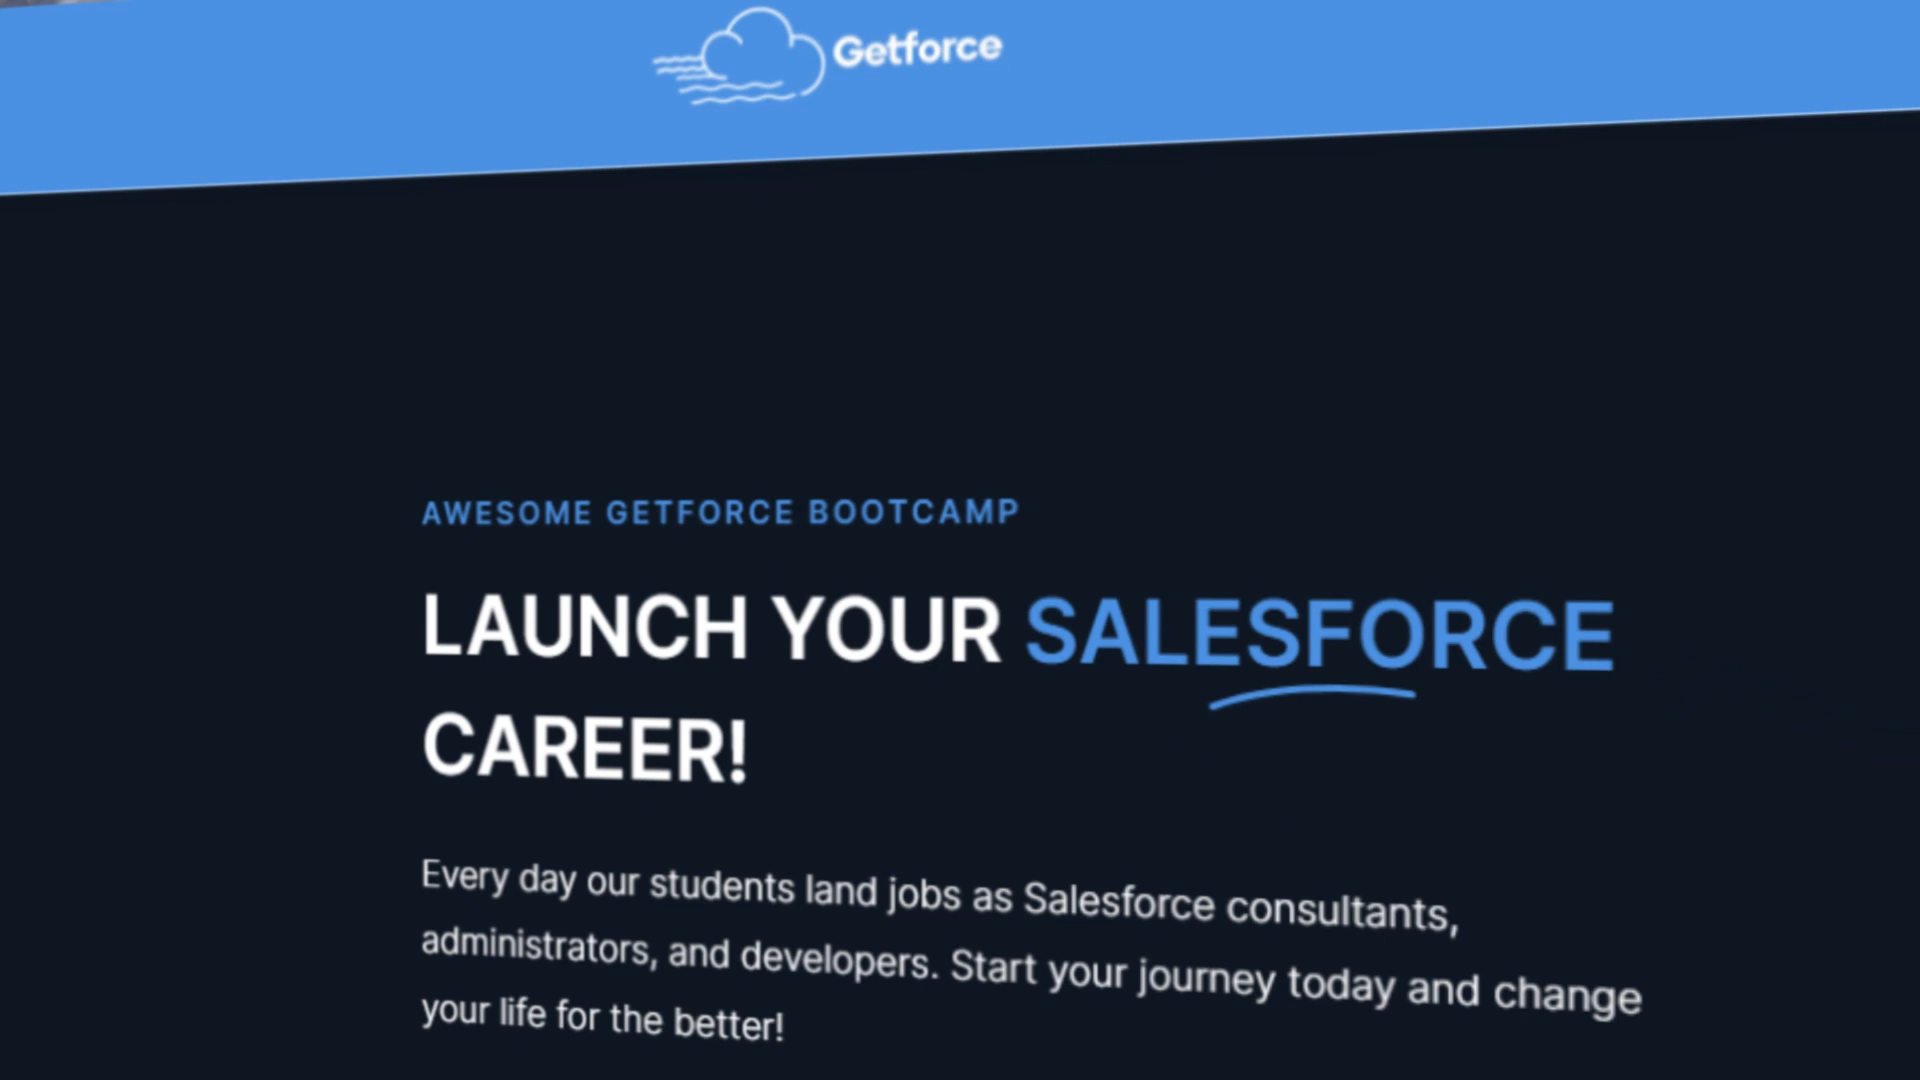 Getforce
AWESOME GETFORCE BOOTCAMP
LAUNCH YOUR SALESFORCE
CAREER!
Every day our students land jobs as Salesforce consultants,
administrators, and developers. Start your journey today and change
your life for the better!